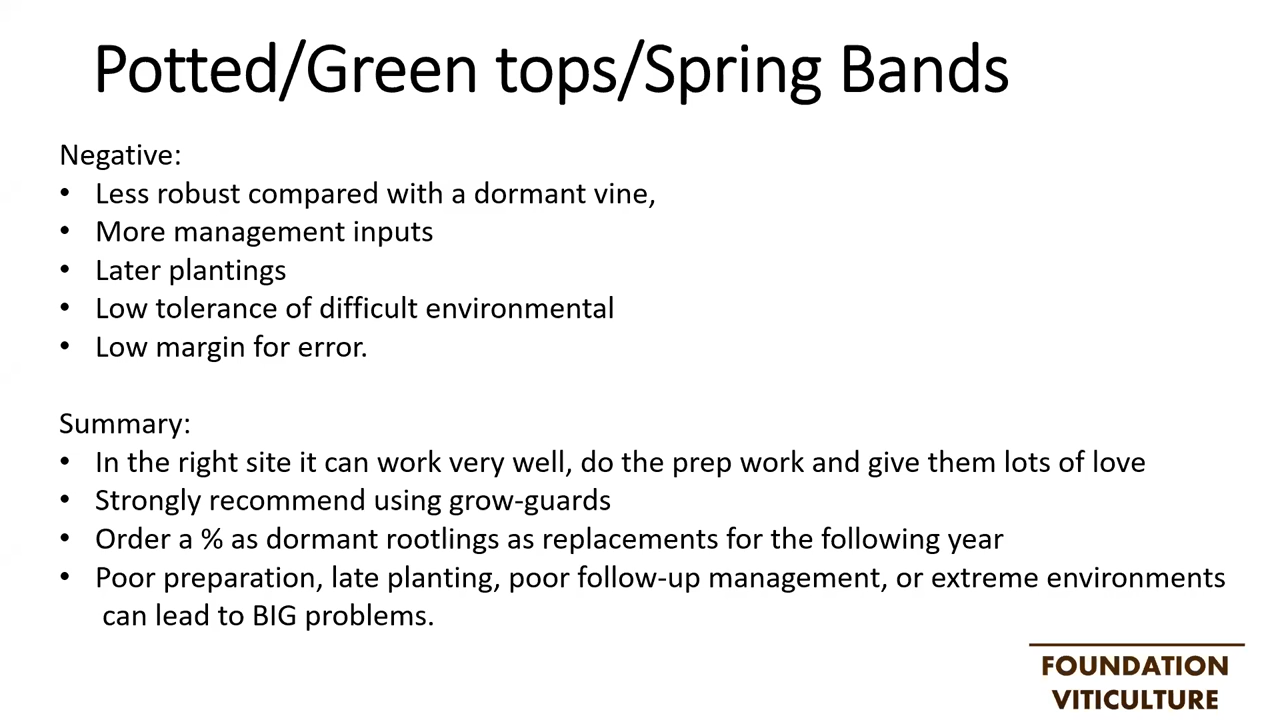 Potted/Green tops/Spring Bands
Negative:
• Less robust compared with a dormant vine,
• More management inputs
• Later plantings
• Low tolerance of difficult environmental
• Low margin for error.
Summary:
• In the right site it can work very well, do the prep work and give them lots of love
• Strongly recommend using grow-guards
• Order a % as dormant rootlings as replacements for the following year
• Poor preparation, late planting, poor follow-up management, or extreme environments
can lead to BIG problems.
FOUNDATION
VITICULTURE